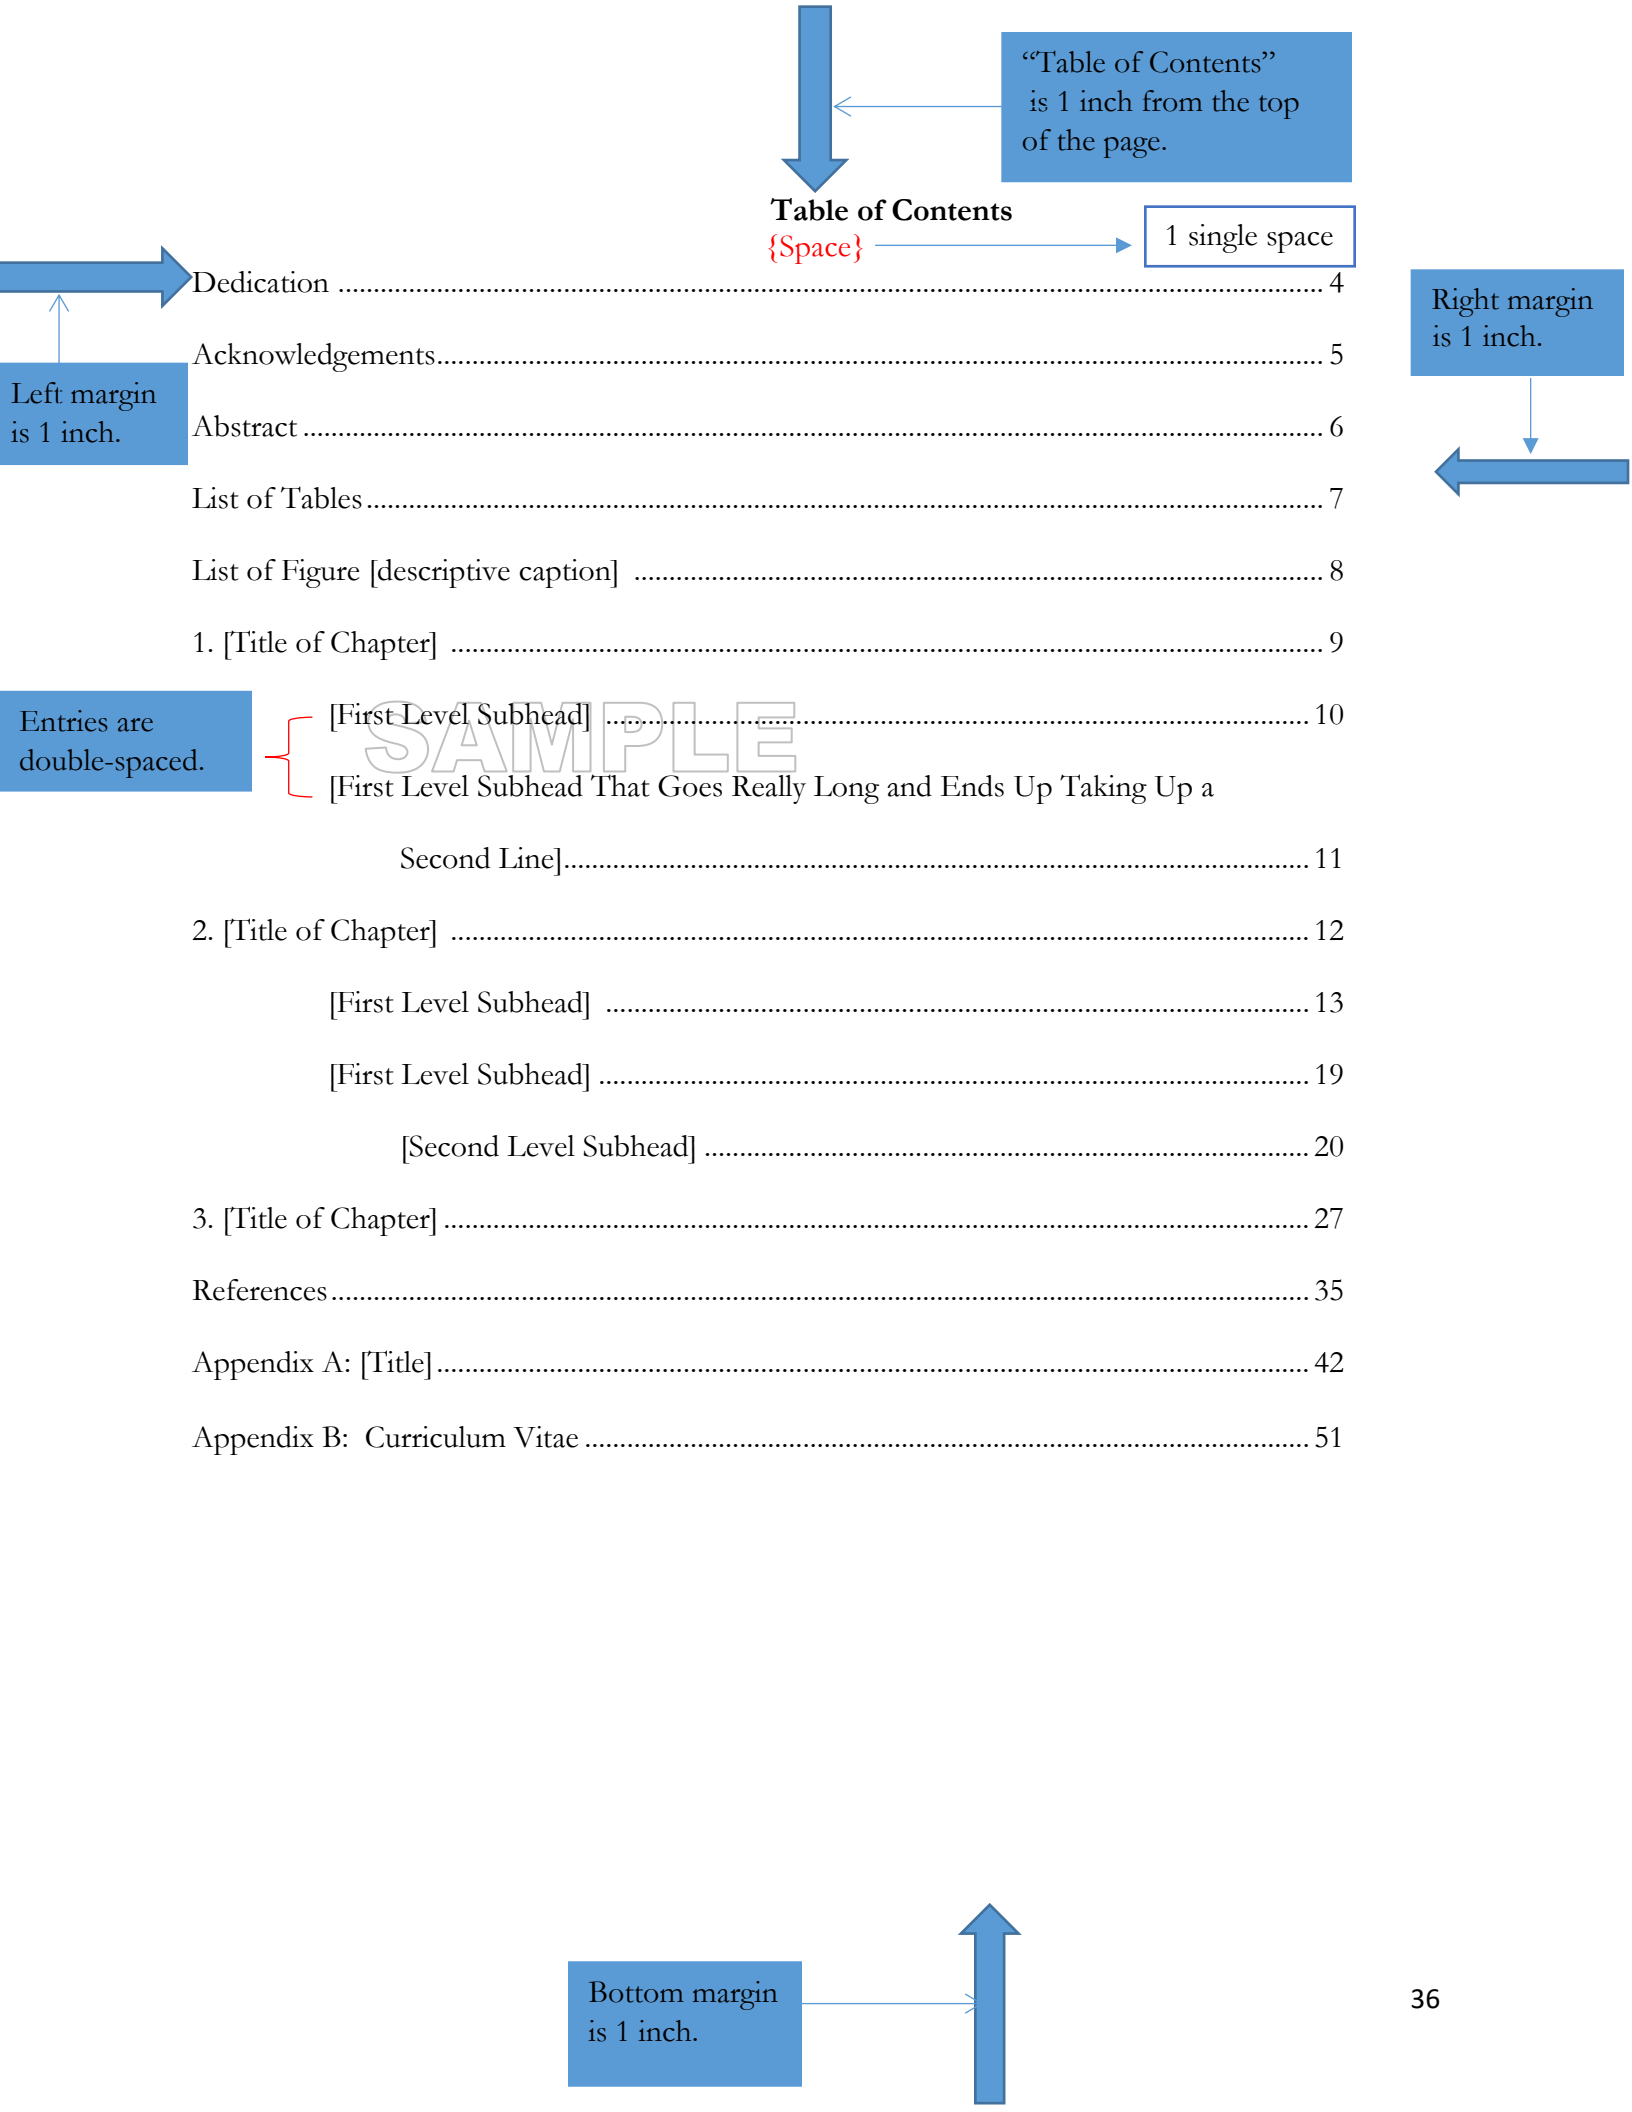 “Table of Contents”
is 1 inch from the top
of the page.
Table of Contents
{Space}
1 single space
Dedication ........ 4
Right margin
is 1 inch.
Acknowledgements........ 5
Left margin
is 1 inch.
Abstract ........ 6
List of Tables ........ 7
List of Figure [descriptive caption] ........ 8
1. [Title of Chapter] ........ 9
Entries are
double-spaced.
SAMPLE
[First Level Subhead] ........ 10
[First Level Subhead That Goes Really Long and Ends Up Taking Up a
Second Line]........ 11
2. [Title of Chapter] ........ 12
[First Level Subhead] ........ 13
[First Level Subhead] ........ 19
[Second Level Subhead] ........ 20
3. [Title of Chapter] ........ 27
References ........ 35
Appendix A: [Title] ........ 42
Appendix B:  Curriculum Vitae ........ 51
Bottom margin
is 1 inch.
36